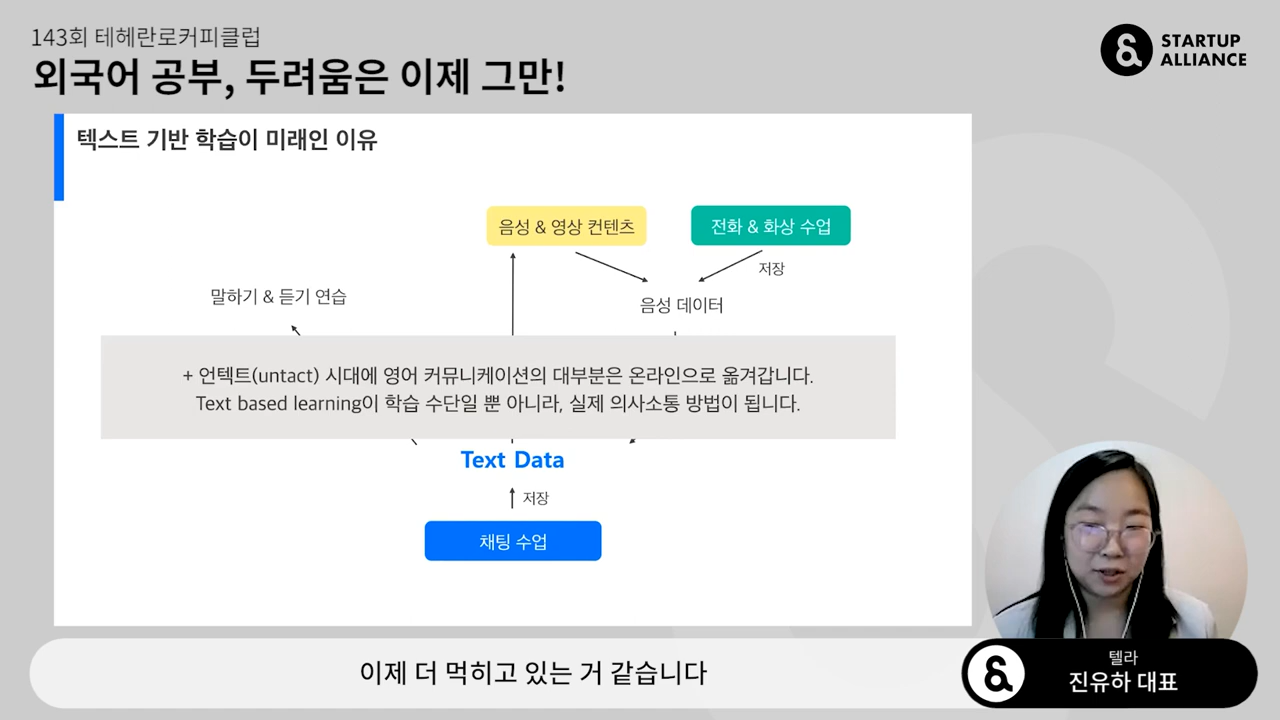 143회 테헤란로커피클럽
외국어 공부, 두려움은 이제 그만!
STARTUP
ALLIANCE
텍스트 기반 학습이 미래인 이유
음성 & 영상 컨텐츠
전화 & 화상 수업
저장
말하기 & 듣기 연습
음성 데이터
+ 언텍트(untact) 시대에 영어 커뮤니케이션의 대부분은 온라인으로 옮겨갑니다.
Text based learning이 학습 수단일 뿐 아니라, 실제 의사소통 방법이 됩니다.
Text Data
저장
채팅 수업
이제 더 먹히고 있는 거 같습니다
텔라
진유하 대표